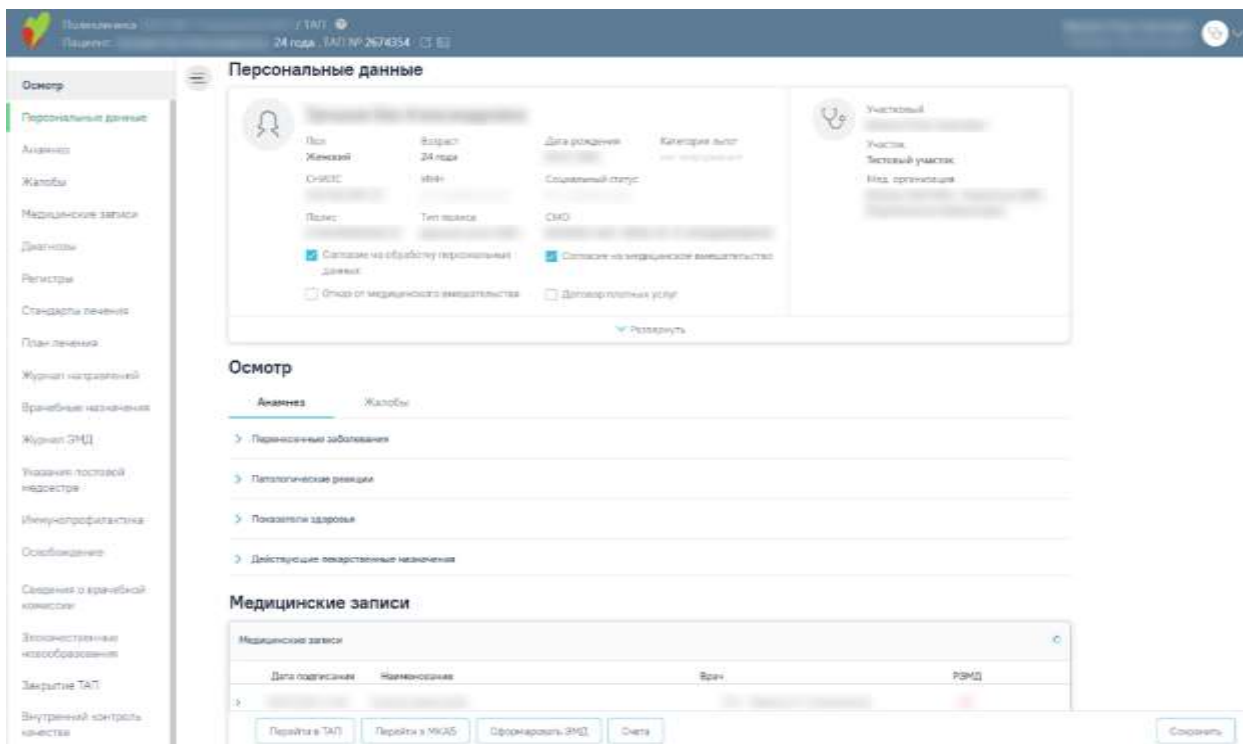 Поликлиника / ТАП
Пациент: 24 года , ТАП № 2674354
Осмотр
Персональные данные
Анамнез
Жалобы
Медицинские записи
Диагнозы
Регистры
Стандарты лечения
План лечения
Журнал направлений
Врачебные назначения
Журнал ЭМД
Указания постовой
медсестре
Иммунопрофилактика
Освобождение
Сведения о врачебной
комиссии
Злокачественные
новообразования
Закрытие ТАП
Внутренний контроль
качества
Персональные данные
Пол Возраст Дата рождения Категория льгот
Женский 24 года
СНИЛС ИНН Социальный статус
Полис Тип полиса СМО
Согласие на обработку персональных
данных
Согласие на медицинское вмешательство
Отказ от медицинского вмешательства
Договор платных услуг
Участковый
Участок
Тестовый участок
Мед. организация
Развернуть
Осмотр
Анамнез Жалобы
Перенесенные заболевания
Патологические реакции
Показатели здоровья
Действующие лекарственные назначения
Медицинские записи
Медицинские записи
Дата подписания Наименование Врач РЭМД
Перейти в ТАП Перейти в МКАБ Сформировать ЭМД Счета Сохранить